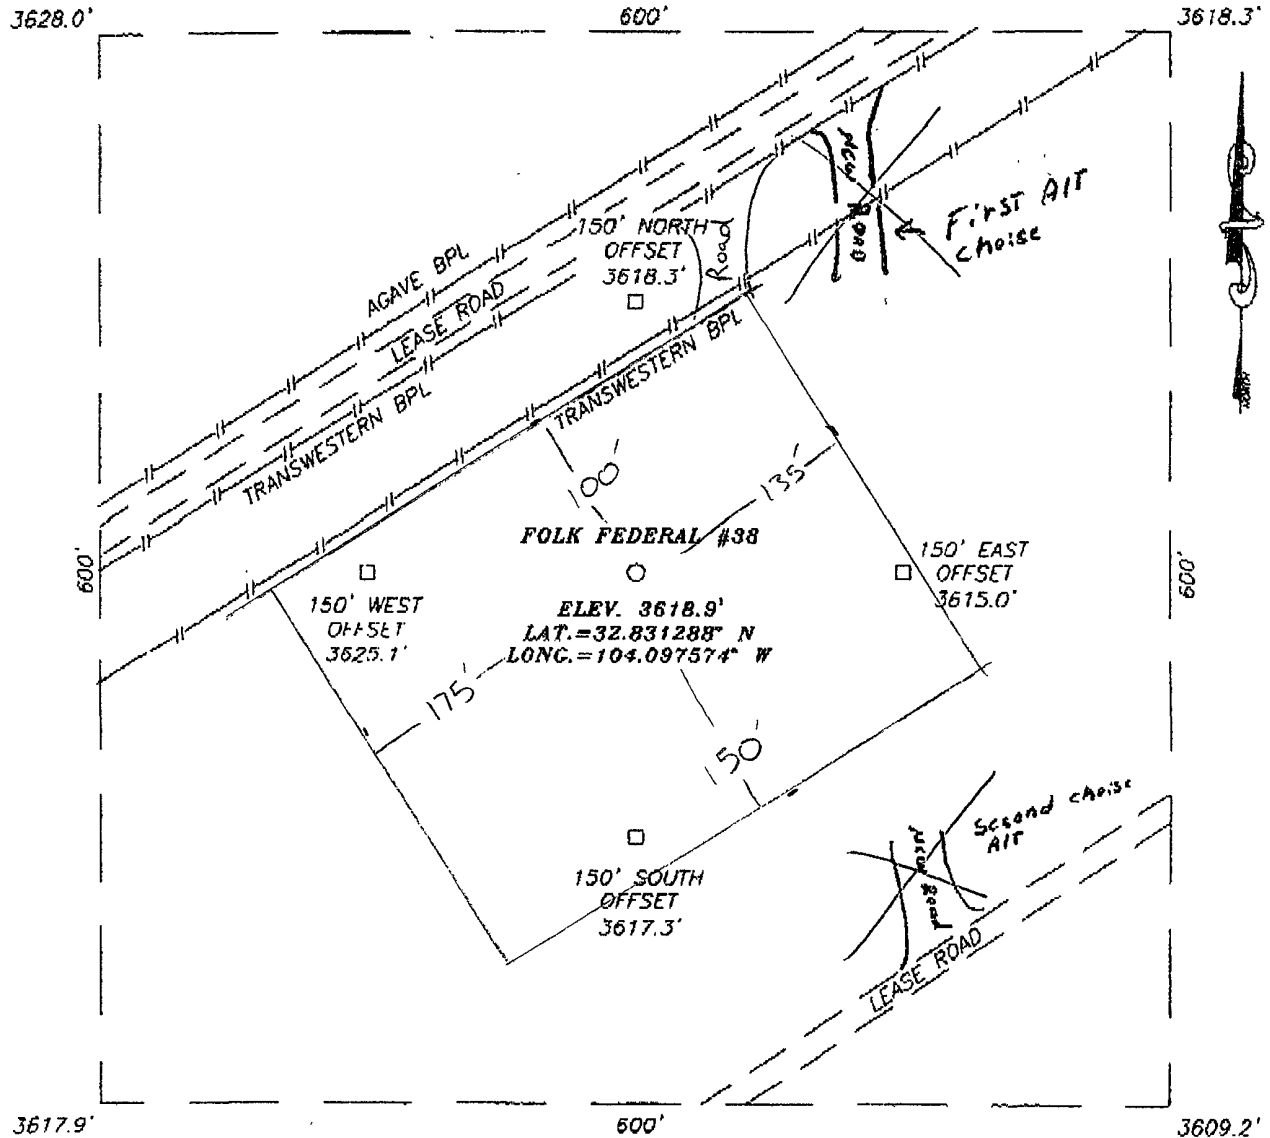 3628.0'
600'
3618.3'
New
Road
First Alt
choise
150' NORTH
OFFSET
3618.3'
Road
AGAVE BPL
LEASE ROAD
TRANSWESTERN BPL
TRANSWESTERN BPL
100'
135'
FOLK FEDERAL #38
600'
150' WEST
OFFSET
3625.1'
ELEV. 3618.9'
LAT.=32.831288° N
LONG.=104.097574° W
150' EAST
OFFSET
3615.0'
600'
175'
150'
Second choise
Alt
New Road
150' SOUTH
OFFSET
3617.3'
LEASE ROAD
3617.9'
600'
3609.2'